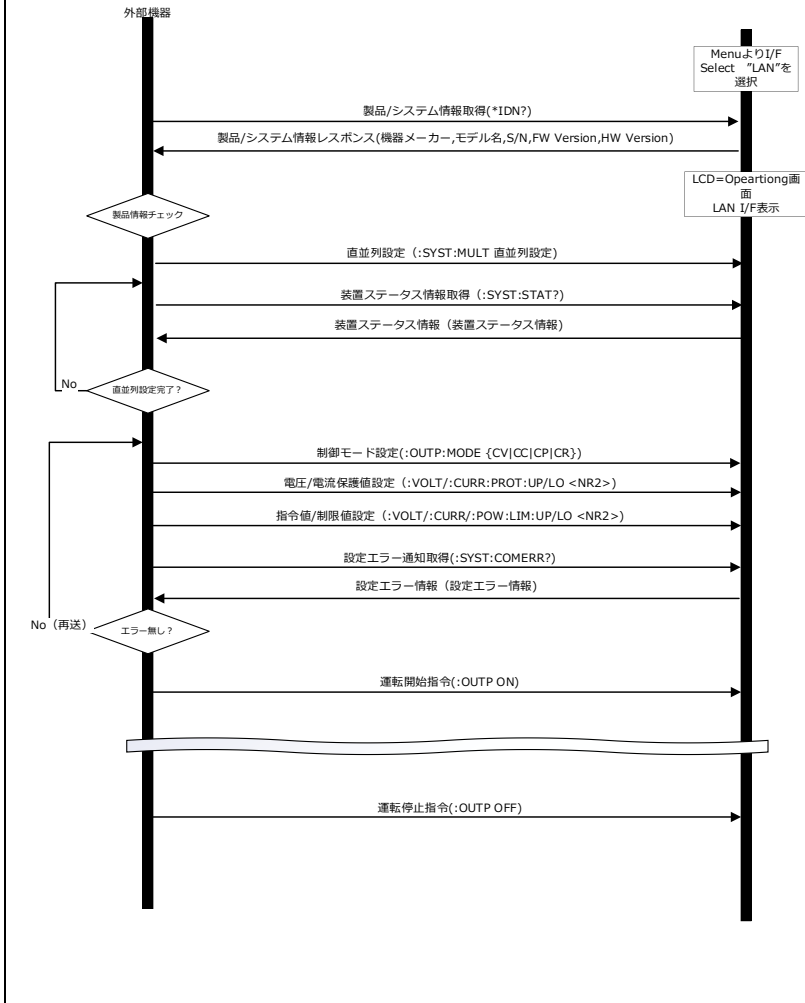 外部機器
MenuよりI/F
Select "LAN"を
選択
製品/システム情報取得(*IDN?)
製品/システム情報レスポンス(機器メーカー,モデル名,S/N,FW Version,HW Version)
LCD=Opeartiong画
面
LAN I/F表示
製品情報チェック
直並列設定（:SYST:MULT 直並列設定)
装置ステータス情報取得（:SYST:STAT?)
装置ステータス情報（装置ステータス情報)
No
直並列設定完了？
制御モード設定(:OUTP:MODE {CV|CC|CP|CR})
電圧/電流保護値設定（:VOLT/:CURR:PROT:UP/LO <NR2>)
指令値/制限値設定（:VOLT/:CURR/:POW:LIM:UP/LO <NR2>)
設定エラー通知取得(:SYST:COMERR?)
設定エラー情報（設定エラー情報)
No（再送）
エラー無し？
運転開始指令(:OUTP ON)
運転停止指令(:OUTP OFF)